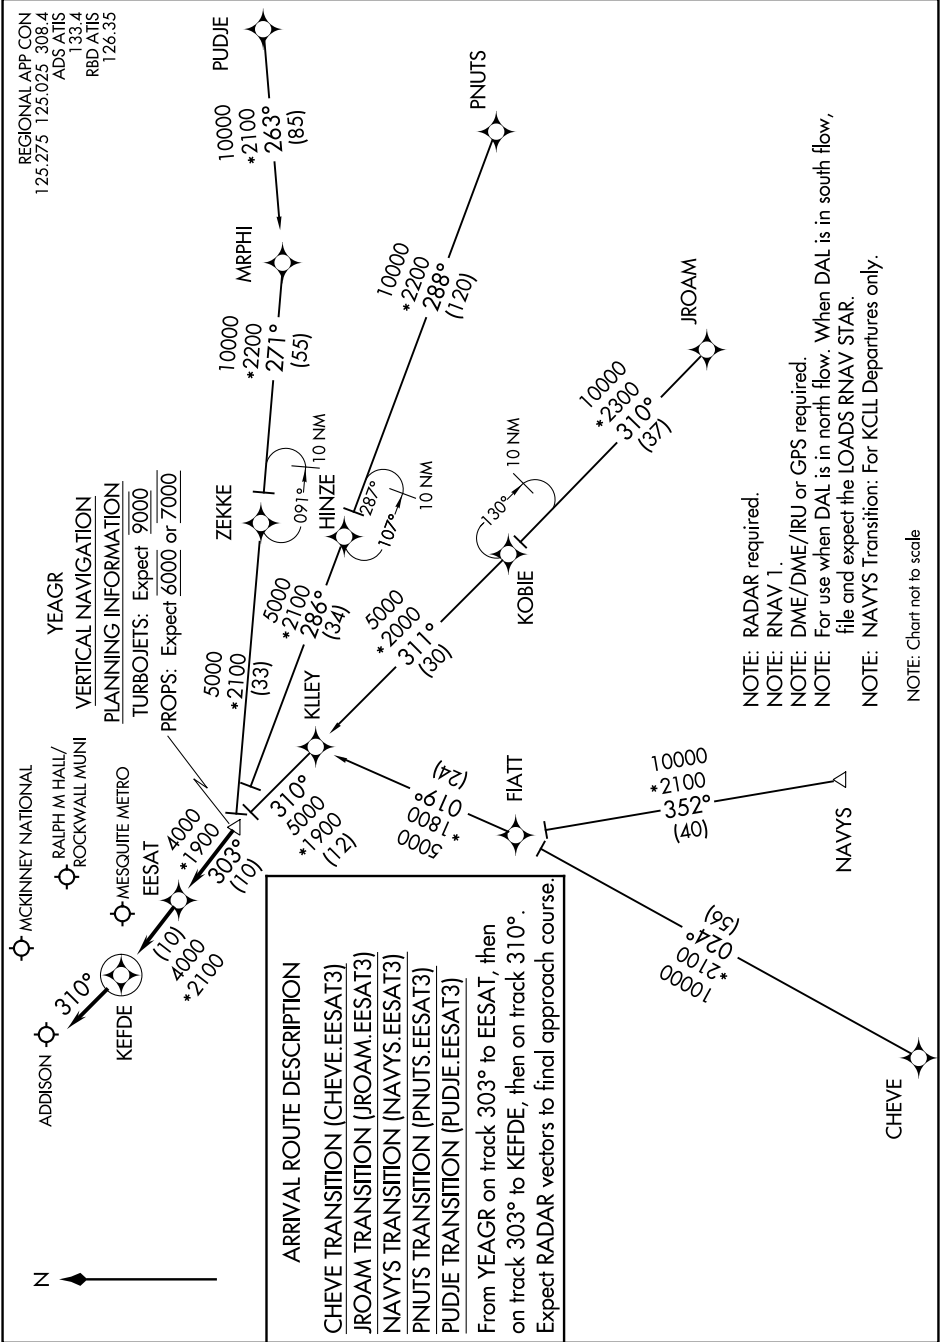 REGIONAL APP CON
125.275 125.025 308.4
ADS ATIS
133.4
RBD ATIS
126.35
MCKINNEY NATIONAL
RALPH M HALL/
ROCKWALL MUNI
MESQUITE METRO
ADDISON
310°
KEFDE
(10)
4000
*2100
EESAT
4000
*1900
303°
(10)
YEAGR
VERTICAL NAVIGATION
PLANNING INFORMATION
TURBOJETS: Expect 9000
PROPS: Expect 6000 or 7000
PUDJE
10000
*2100
263°
(85)
MRPHI
10000
*2200
271°
(55)
ZEKKE
091°
10 NM
5000
*2100
(33)
PNUTS
10000
*2200
288°
(120)
HINZE
287°
107°
10 NM
5000
*2100
286°
(34)
JROAM
10000
*2300
310°
(37)
KOBIE
130°
10 NM
5000
*2000
311°
(30)
KLLEY
310°
5000
*1900
(12)
(24)
019°
*1800
5000
FIATT
10000
*2100
352°
(40)
NAVYS
(56)
024°
*2100
10000
CHEVE
N
ARRIVAL ROUTE DESCRIPTION
CHEVE TRANSITION (CHEVE.EESAT3)
JROAM TRANSITION (JROAM.EESAT3)
NAVYS TRANSITION (NAVYS.EESAT3)
PNUTS TRANSITION (PNUTS.EESAT3)
PUDJE TRANSITION (PUDJE.EESAT3)
From YEAGR on track 303° to EESAT, then
on track 303° to KEFDE, then on track 310°.
Expect RADAR vectors to final approach course.
NOTE: RADAR required.
NOTE: RNAV 1.
NOTE: DME/DME/IRU or GPS required.
NOTE: For use when DAL is in north flow. When DAL is in south flow,
file and expect the LOADS RNAV STAR.
NOTE: NAVYS Transition: For KCLL Departures only.
NOTE: Chart not to scale